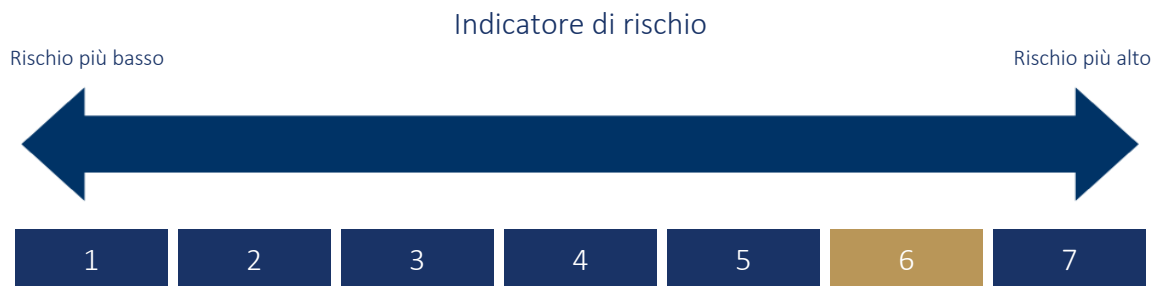 Indicatore di rischio
Rischio più basso Rischio più alto
1 2 3 4 5 6 7